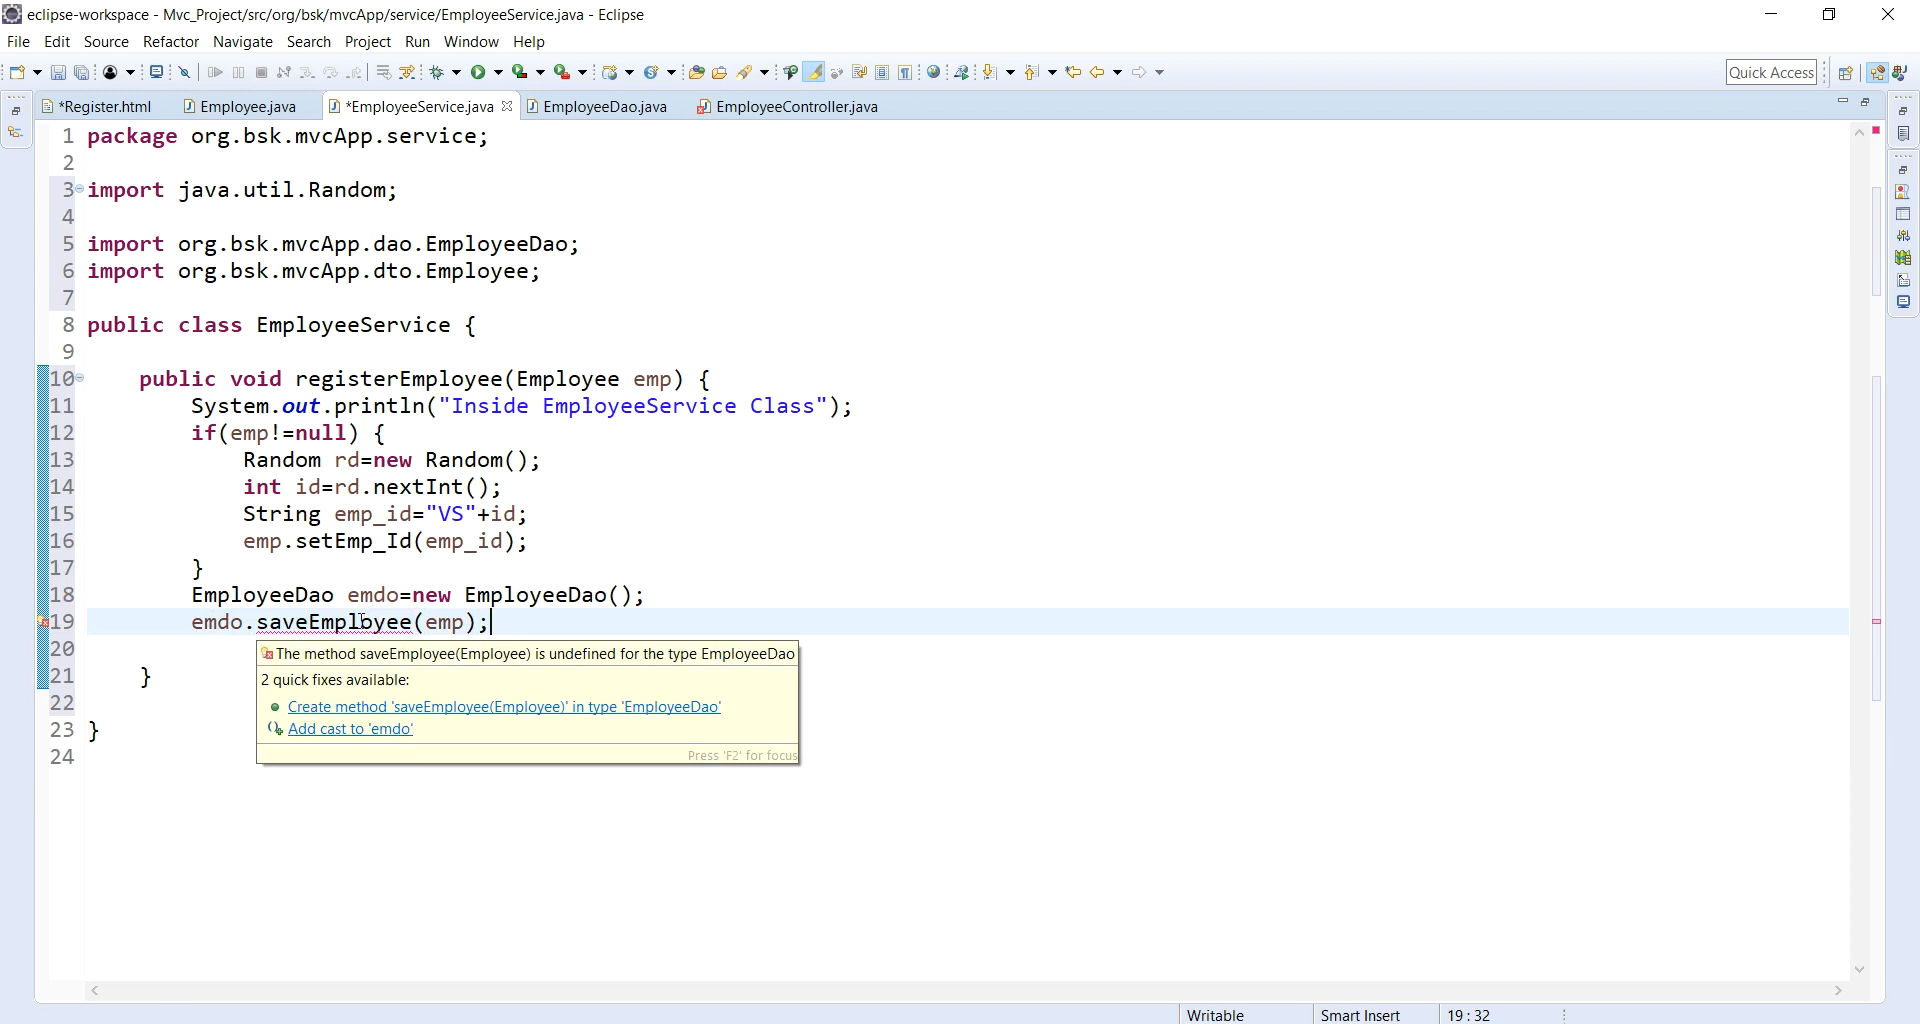 eclipse-workspace - Mvc_Project/src/org/bsk/mvcApp/service/EmployeeService.java - Eclipse
File Edit Source Refactor Navigate Search Project Run Window Help
Quick Access
*Register.html Employee.java *EmployeeService.java EmployeeDao.java EmployeeController.java
1 package org.bsk.mvcApp.service;
2
3 import java.util.Random;
4
5 import org.bsk.mvcApp.dao.EmployeeDao;
6 import org.bsk.mvcApp.dto.Employee;
7
8 public class EmployeeService {
9
10 public void registerEmployee(Employee emp) {
11 System.out.println("Inside EmployeeService Class");
12 if(emp!=null) {
13 Random rd=new Random();
14 int id=rd.nextInt();
15 String emp_id="VS"+id;
16 emp.setEmp_Id(emp_id);
17 }
18 EmployeeDao emdo=new EmployeeDao();
19 emdo.saveEmployee(emp);
20
The method saveEmployee(Employee) is undefined for the type EmployeeDao
2 quick fixes available:
21 }
22
Create method 'saveEmployee(Employee)' in type 'EmployeeDao'
23 }
Add cast to 'emdo'
24
Press 'F2' for focus
Writable Smart Insert 19 : 32